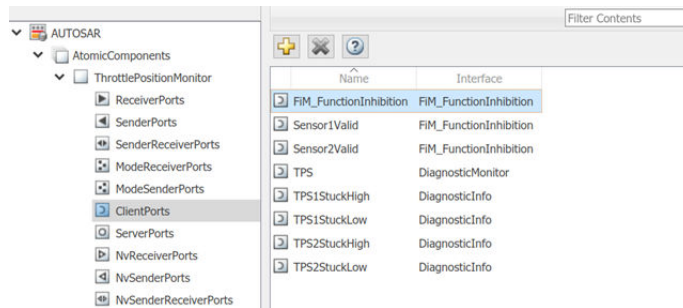 Filter Contents
AUTOSAR
AtomicComponents
ThrottlePositionMonitor
ReceiverPorts
SenderPorts
SenderReceiverPorts
ModeReceiverPorts
ModeSenderPorts
ClientPorts
ServerPorts
NvReceiverPorts
NvSenderPorts
NvSenderReceiverPorts
Name Interface
FiM_FunctionInhibition FiM_FunctionInhibition
Sensor1Valid FiM_FunctionInhibition
Sensor2Valid FiM_FunctionInhibition
TPS DiagnosticMonitor
TPS1StuckHigh DiagnosticInfo
TPS1StuckLow DiagnosticInfo
TPS2StuckHigh DiagnosticInfo
TPS2StuckLow DiagnosticInfo